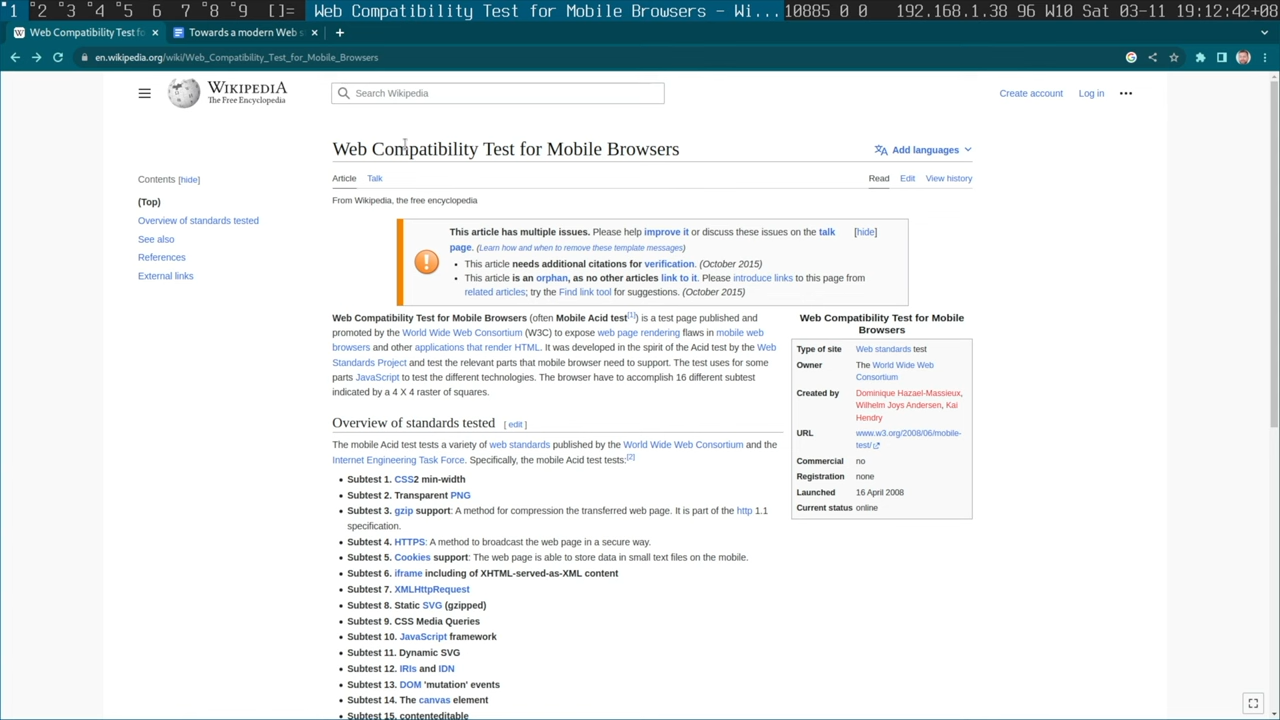 1 2 3 4 5 6 7 8 9 []= Web Compatibility Test for Mobile Browsers - Wi... 10885 0 0 192.168.1.38 96 W10 Sat 03-11 19:12:42+08
Web Compatibility Test fo
Towards a modern Web s
en.wikipedia.org/wiki/Web_Compatibility_Test_for_Mobile_Browsers
WIKIPEDIA
The Free Encyclopedia
Search Wikipedia
Create account Log in
Web Compatibility Test for Mobile Browsers
Add languages
Contents [hide]
(Top)
Overview of standards tested
See also
References
External links
Article Talk
Read Edit View history
From Wikipedia, the free encyclopedia
This article has multiple issues. Please help improve it or discuss these issues on the talk [hide]
page. (Learn how and when to remove these template messages)
• This article needs additional citations for verification. (October 2015)
• This article is an orphan, as no other articles link to it. Please introduce links to this page from
related articles; try the Find link tool for suggestions. (October 2015)
Web Compatibility Test for Mobile Browsers (often Mobile Acid test[1]) is a test page published and
promoted by the World Wide Web Consortium (W3C) to expose web page rendering flaws in mobile web
browsers and other applications that render HTML. It was developed in the spirit of the Acid test by the Web
Standards Project and test the relevant parts that mobile browser need to support. The test uses for some
parts JavaScript to test the different technologies. The browser have to accomplish 16 different subtest
indicated by a 4 X 4 raster of squares.
Web Compatibility Test for Mobile
Browsers
Type of site Web standards test
Owner The World Wide Web
Consortium
Created by Dominique Hazael-Massieux,
Wilhelm Joys Andersen, Kai
Hendry
URL www.w3.org/2008/06/mobile-
test/
Commercial no
Registration none
Launched 16 April 2008
Current status online
Overview of standards tested [ edit ]
The mobile Acid test tests a variety of web standards published by the World Wide Web Consortium and the
Internet Engineering Task Force. Specifically, the mobile Acid test tests:[2]
• Subtest 1. CSS2 min-width
• Subtest 2. Transparent PNG
• Subtest 3. gzip support: A method for compression the transferred web page. It is part of the http 1.1
specification.
• Subtest 4. HTTPS: A method to broadcast the web page in a secure way.
• Subtest 5. Cookies support: The web page is able to store data in small text files on the mobile.
• Subtest 6. iframe including of XHTML-served-as-XML content
• Subtest 7. XMLHttpRequest
• Subtest 8. Static SVG (gzipped)
• Subtest 9. CSS Media Queries
• Subtest 10. JavaScript framework
• Subtest 11. Dynamic SVG
• Subtest 12. IRIs and IDN
• Subtest 13. DOM 'mutation' events
• Subtest 14. The canvas element
• Subtest 15. contenteditable